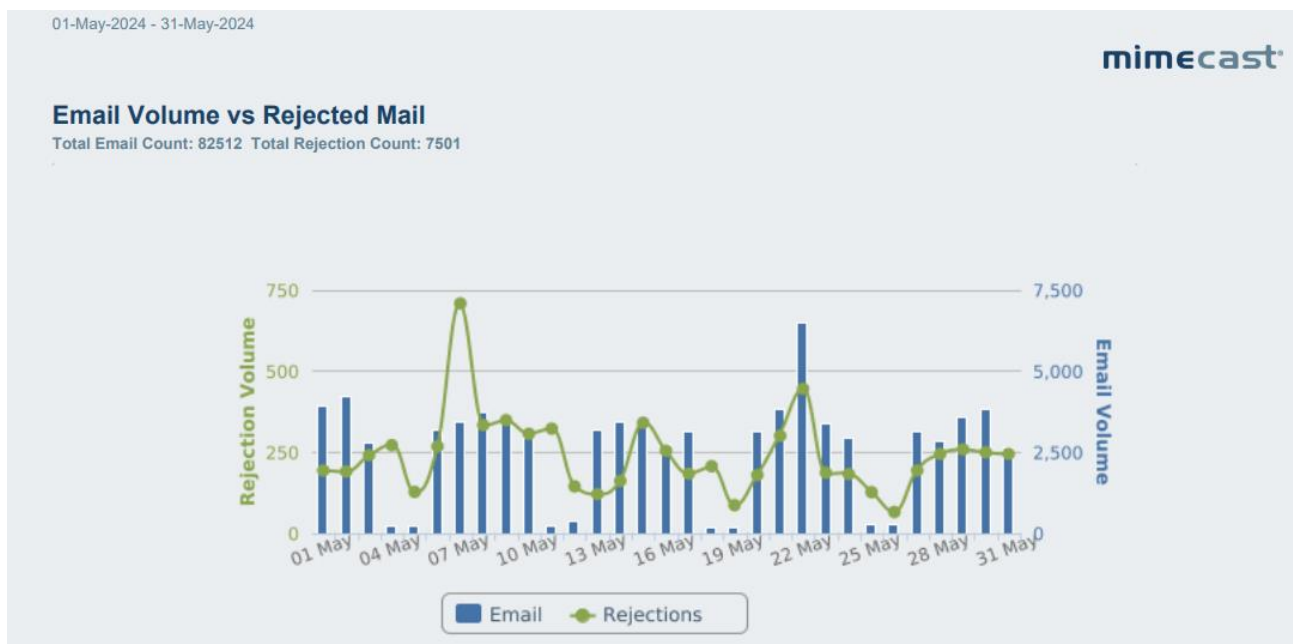 01-May-2024 - 31-May-2024
mimecast
Email Volume vs Rejected Mail
Total Email Count: 82512 Total Rejection Count: 7501
750
7,500
500
5,000
250
2,500
0
0
Rejection Volume
Email Volume
01 May
04 May
07 May
10 May
13 May
16 May
19 May
22 May
25 May
28 May
31 May
Email
Rejections